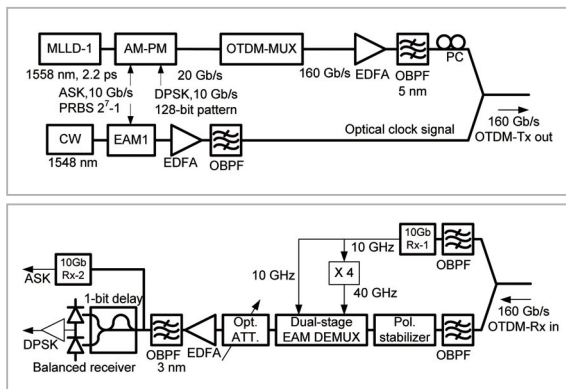 MLLD-1
AM-PM
OTDM-MUX
1558 nm, 2.2 ps
20 Gb/s
160 Gb/s
EDFA
OBPF
5 nm
PC
ASK,10 Gb/s
PRBS 2⁷-1
DPSK,10 Gb/s
128-bit pattern
CW
EAM1
1548 nm
EDFA
OBPF
Optical clock signal
160 Gb/s
OTDM-Tx out
10Gb
Rx-2
ASK
1-bit delay
DPSK
Balanced receiver
OBPF
3 nm
EDFA
Opt.
ATT.
10 GHz
Dual-stage
EAM DEMUX
10 GHz
X 4
40 GHz
Pol.
stabilizer
10Gb
Rx-1
OBPF
OBPF
160 Gb/s
OTDM-Rx in